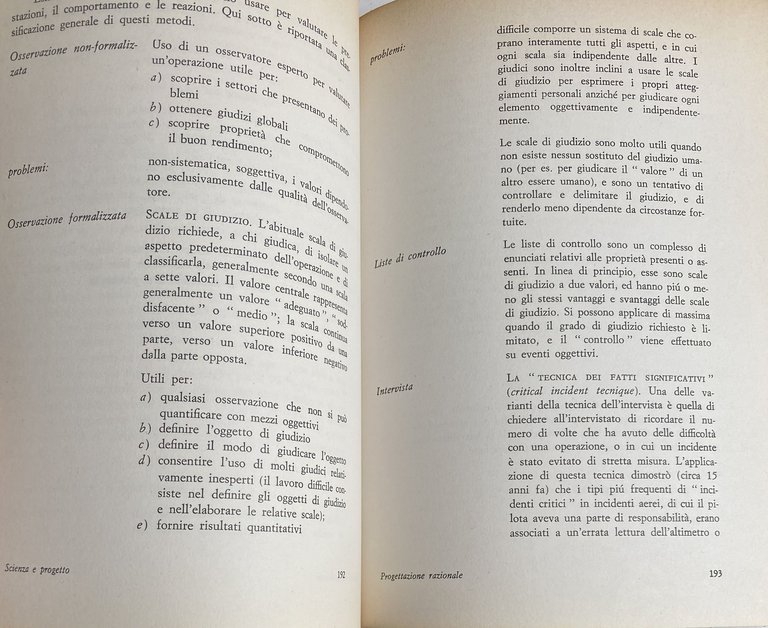 usare per valutare le pre-
stazioni, il comportamento e le reazioni. Qui sotto è riportata una clas-
sificazione generale di questi metodi.
Osservazione non-formaliz-
zata
Uso di un osservatore esperto per valutare
un'operazione utile per:
a) scoprire i settori che presentano dei pro-
blemi
b) ottenere giudizi globali
c) scoprire proprietà che compromettono
il buon rendimento;
problemi:
non-sistematica, soggettiva, i valori dipendo-
no esclusivamente dalle qualità dell'osserva-
tore.
Osservazione formalizzata
SCALE DI GIUDIZIO. L'abituale scala di giu-
dizio richiede, a chi giudica, di isolare un
aspetto predeterminato dell'operazione e di
classificarla, generalmente secondo una scala
a sette valori. Il valore centrale rappresenta
generalmente un valore " adeguato ", " sod-
disfacente " o " medio "; la scala continua
verso un valore superiore positivo da una
parte, verso un valore inferiore negativo
dalla parte opposta.
Utili per:
a) qualsiasi osservazione che non si può
quantificare con mezzi oggettivi
b) definire l'oggetto di giudizio
c) definire il modo di giudicare l'oggetto
d) consentire l'uso di molti giudici relati-
vamente inesperti (il lavoro difficile con-
siste nel definire gli oggetti di giudizio
e nell'elaborare le relative scale);
e) fornire risultati quantitativi
Scienza e progetto
192
problemi:
difficile comporre un sistema di scale che co-
prano interamente tutti gli aspetti, e in cui
ogni scala sia indipendente dalle altre. I
giudici sono inoltre inclini a usare le scale
di giudizio per esprimere i propri atteg-
giamenti personali anziché per giudicare ogni
elemento oggettivamente e indipendente-
mente.
Le scale di giudizio sono molto utili quando
non esiste nessun sostituto del giudizio uma-
no (per es. per giudicare il " valore " di un
altro essere umano), e sono un tentativo di
controllare e delimitare il giudizio, e di
renderlo meno dipendente da circostanze for-
tuite.
Liste di controllo
Le liste di controllo sono un complesso di
enunciati relativi alle proprietà presenti o as-
senti. In linea di principio, esse sono scale
di giudizio a due valori, ed hanno piú o me-
no gli stessi vantaggi e svantaggi delle scale
di giudizio. Si possono applicare di massima
quando il grado di giudizio richiesto è li-
mitato, e il " controllo " viene effettuato
su eventi oggettivi.
Intervista
LA " TECNICA DEI FATTI SIGNIFICATIVI "
(critical incident tecnique). Una delle va-
rianti della tecnica dell'intervista è quella di
chiedere all'intervistato di ricordare il nu-
mero di volte che ha avuto delle difficoltà
con una operazione, o in cui un incidente
è stato evitato di stretta misura. L'applica-
zione di questa tecnica dimostrò (circa 15
anni fa) che i tipi piú frequenti di " inci-
denti critici " in incidenti aerei, di cui il pi-
lota aveva una parte di responsabilità, erano
associati a un'errata lettura dell'altimetro o
Progettazione razionale
193